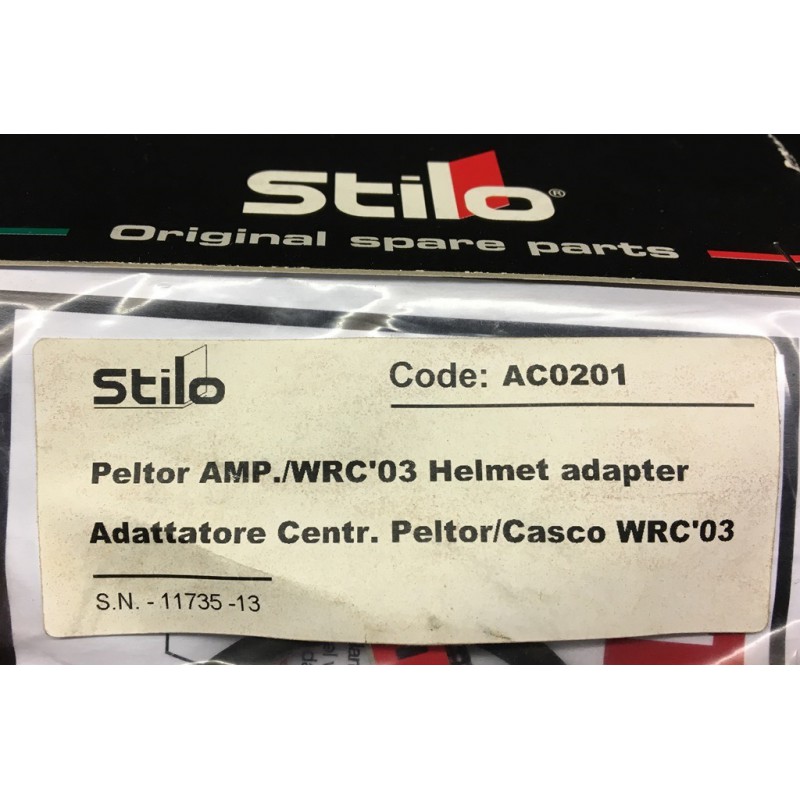 Stilo®
Original spare parts
Stilo
Code: AC0201
Peltor AMP./WRC'03 Helmet adapter
Adattatore Centr. Peltor/Casco WRC'03
S.N. - 11735 -13